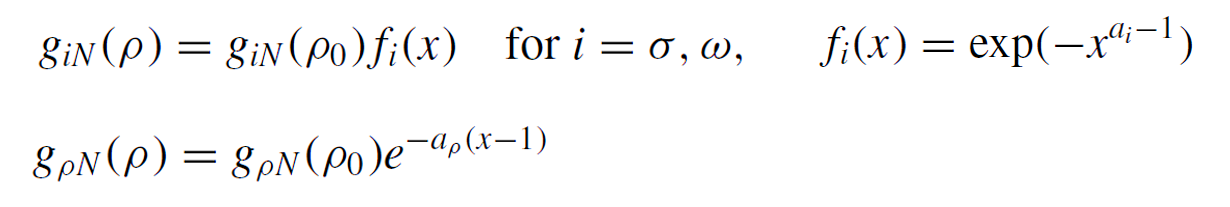 g_{iN}(ρ) = g_{iN}(ρ_0)f_i(x) for i = σ, ω, f_i(x) = exp(−x^{a_i−1})
g_{ρN}(ρ) = g_{ρN}(ρ_0)e^{−a_ρ(x−1)}